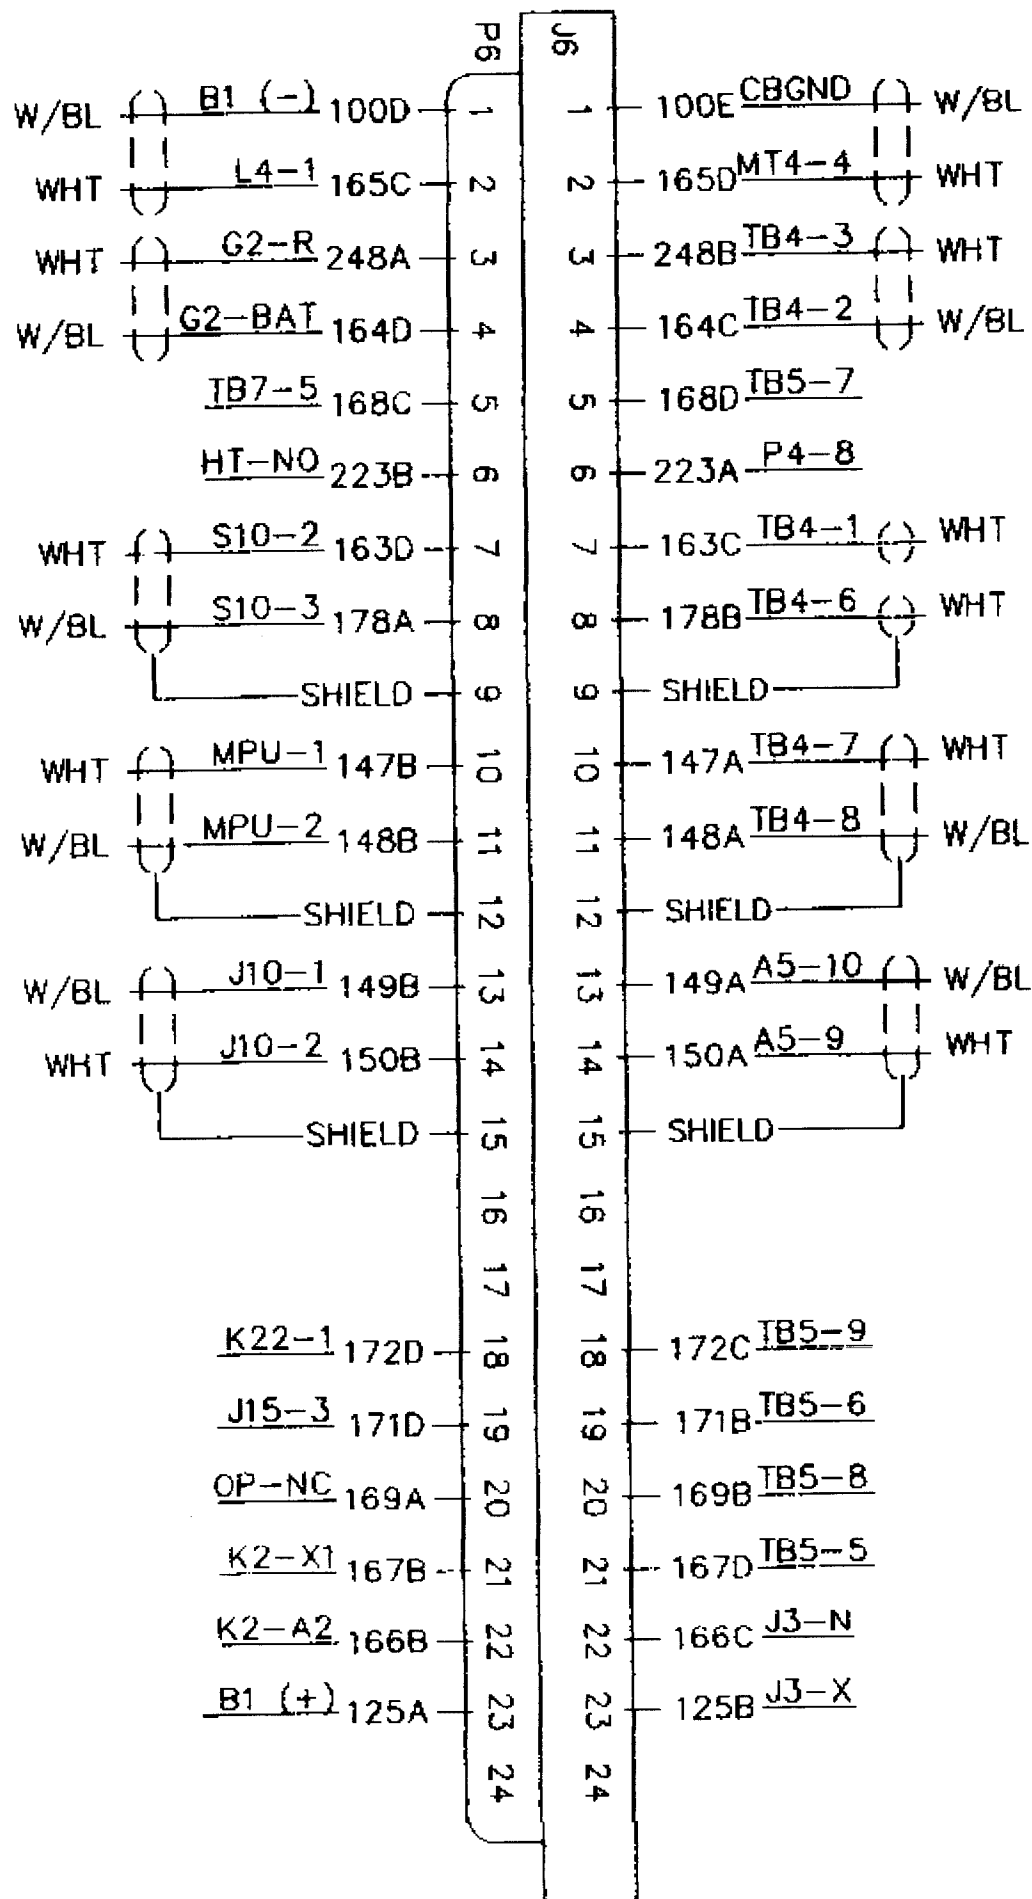 P6 J6
W/BL B1 (-) 100D 1 1 100E CBGND W/BL
WHT L4-1 165C 2 2 165D MT4-4 WHT
WHT G2-R 248A 3 3 248B TB4-3 WHT
W/BL G2-BAT 164D 4 4 164C TB4-2 W/BL
TB7-5 168C 5 5 168D TB5-7
HT-NO 223B 6 6 223A P4-8
WHT S10-2 163D 7 7 163C TB4-1 WHT
W/BL S10-3 178A 8 8 178B TB4-6 WHT
SHIELD 9 9 SHIELD
WHT MPU-1 147B 10 10 147A TB4-7 WHT
W/BL MPU-2 148B 11 11 148A TB4-8 W/BL
SHIELD 12 12 SHIELD
W/BL J10-1 149B 13 13 149A A5-10 W/BL
WHT J10-2 150B 14 14 150A A5-9 WHT
SHIELD 15 15 SHIELD
16 16
17 17
K22-1 172D 18 18 172C TB5-9
J15-3 171D 19 19 171B TB5-6
OP-NC 169A 20 20 169B TB5-8
K2-X1 167B 21 21 167D TB5-5
K2-A2 166B 22 22 166C J3-N
B1 (+) 125A 23 23 125B J3-X
24 24